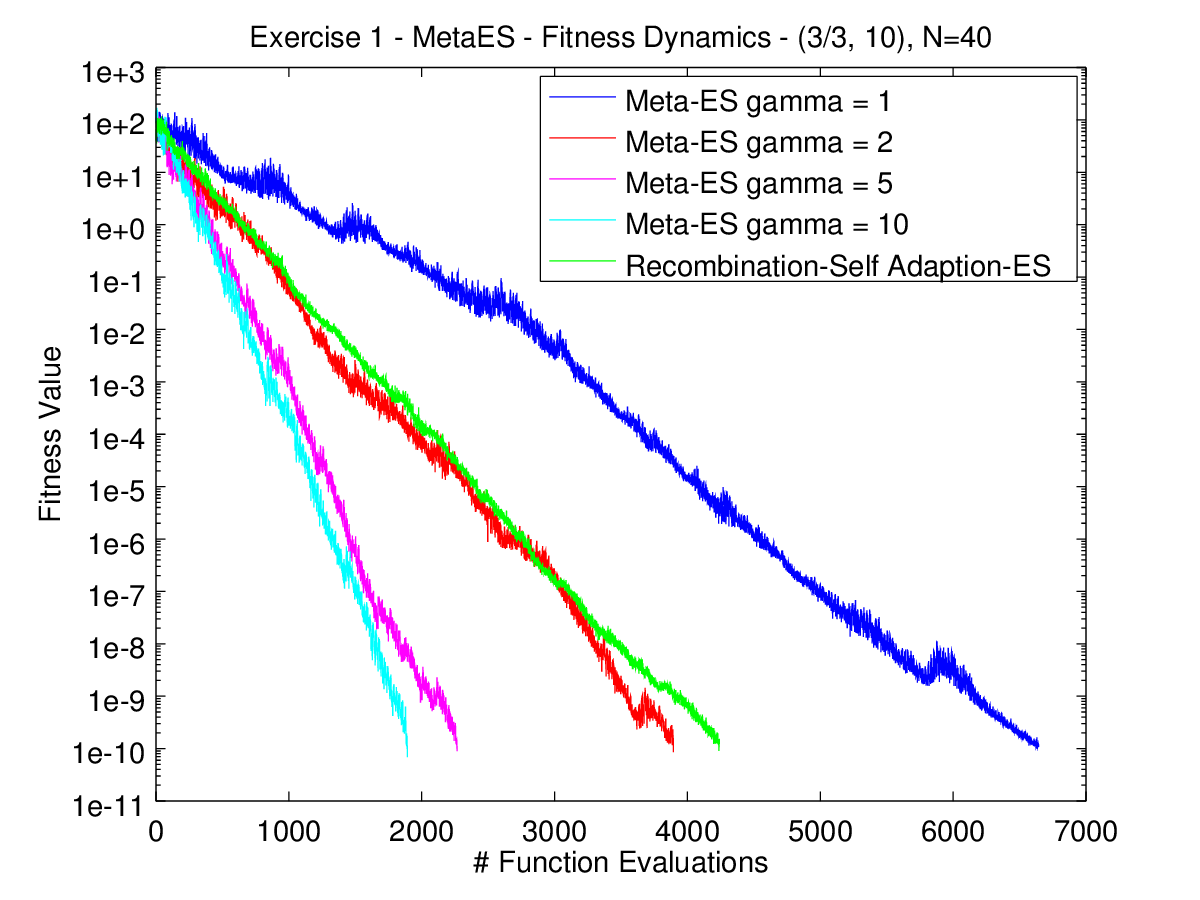 Exercise 1 - MetaES - Fitness Dynamics - (3/3, 10), N=40
1e+3
1e+2
1e+1
1e+0
1e-1
1e-2
1e-3
1e-4
1e-5
1e-6
1e-7
1e-8
1e-9
1e-10
1e-11
Fitness Value
Meta-ES gamma = 1
Meta-ES gamma = 2
Meta-ES gamma = 5
Meta-ES gamma = 10
Recombination-Self Adaption-ES
0 1000 2000 3000 4000 5000 6000 7000
# Function Evaluations